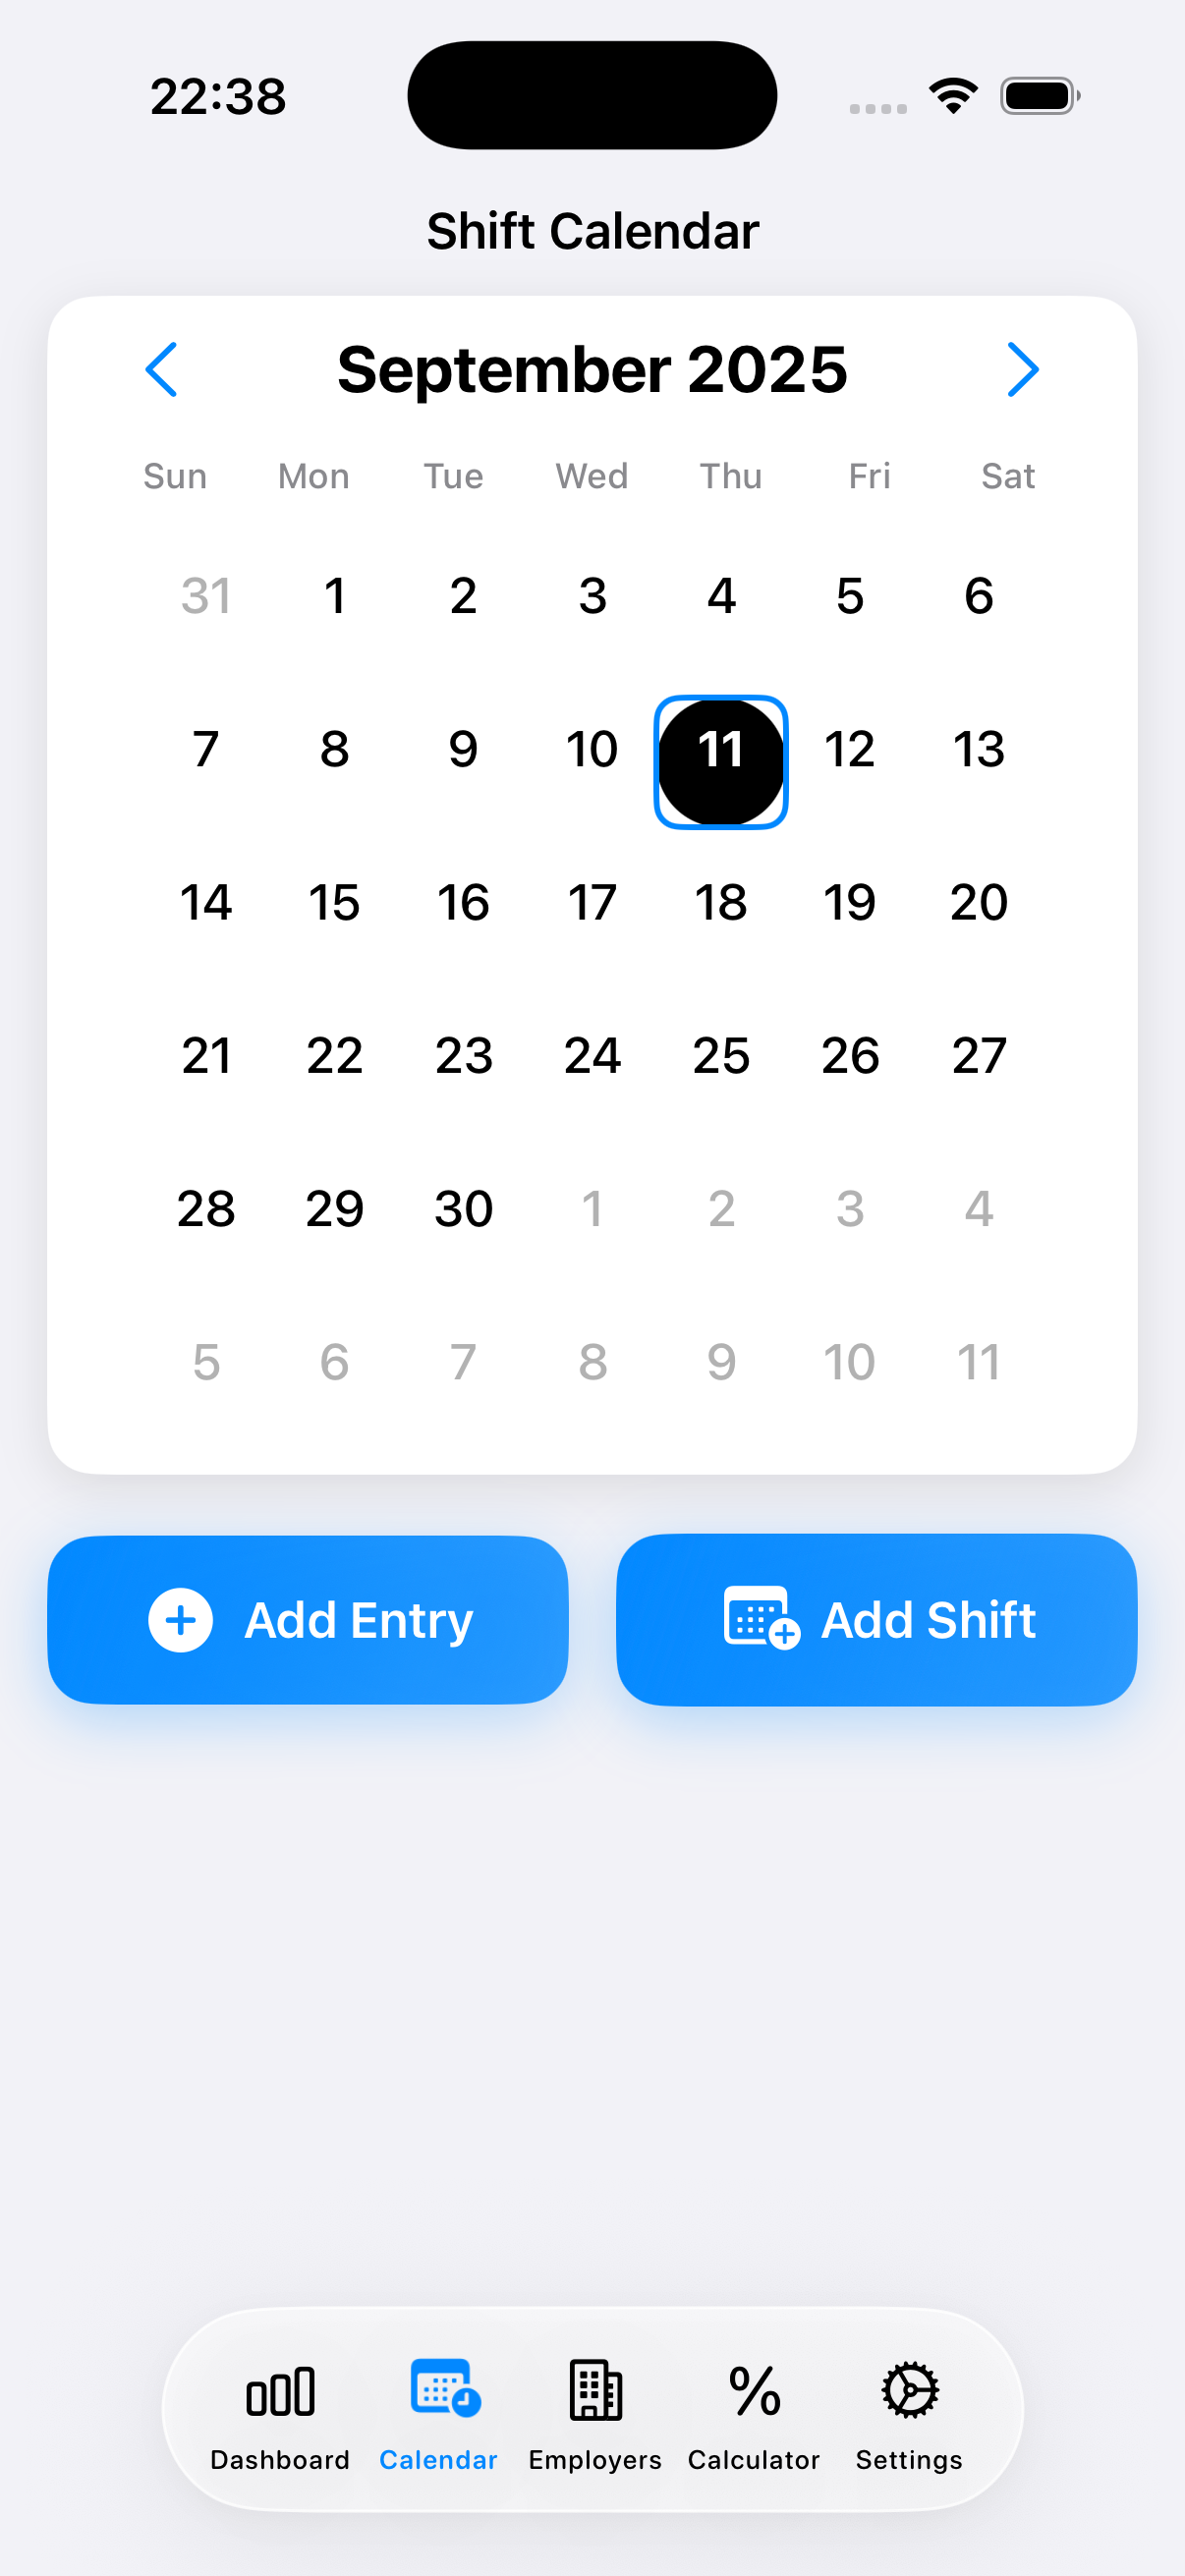 22:38
Shift Calendar
September 2025
Sun Mon Tue Wed Thu Fri Sat
31 1 2 3 4 5 6
7 8 9 10 11 12 13
14 15 16 17 18 19 20
21 22 23 24 25 26 27
28 29 30 1 2 3 4
5 6 7 8 9 10 11
Add Entry Add Shift
Dashboard Calendar Employers Calculator Settings